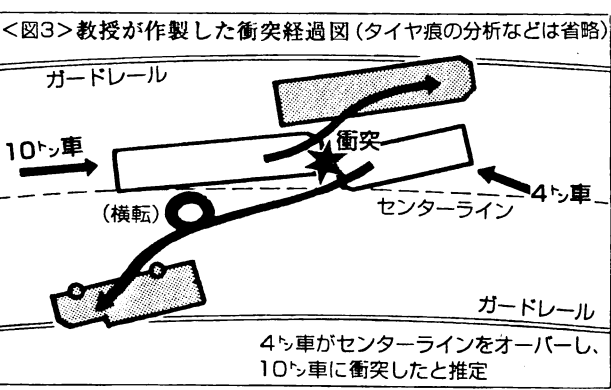 <図3>教授が作製した衝突経過図(タイヤ痕の分析などは省略)
ガードレール
10㌧車
衝突
4㌧車
(横転)
センターライン
ガードレール
4㌧車がセンターラインをオーバーし、
10㌧車に衝突したと推定